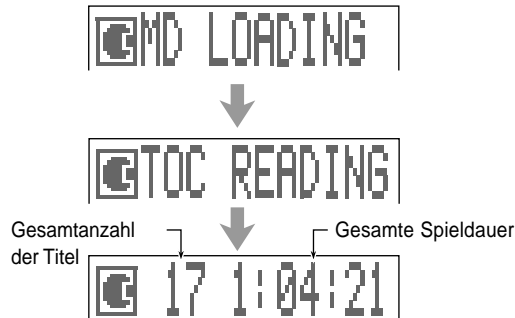 MD LOADING
TOC READING
Gesamtanzahl
der Titel
Gesamte Spieldauer
17 1:04:21